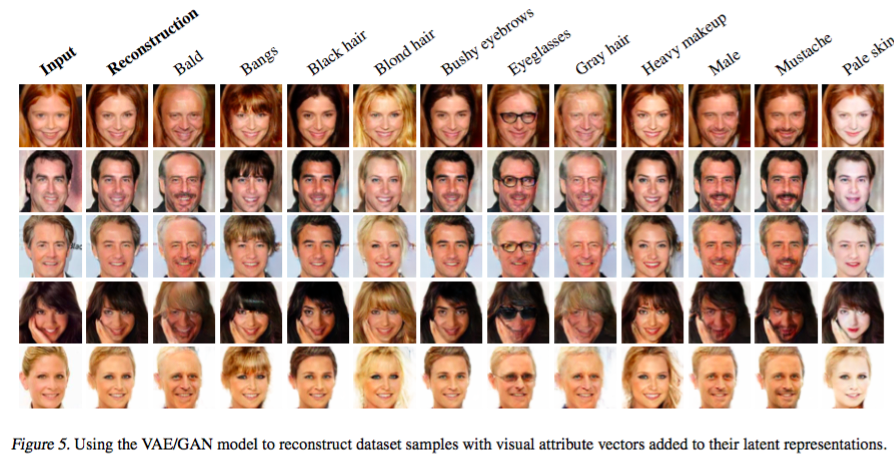 Input
Reconstruction
Bald
Bangs
Black hair
Blond hair
Bushy eyebrows
Eyeglasses
Gray hair
Heavy makeup
Male
Mustache
Pale skin
Figure 5. Using the VAE/GAN model to reconstruct dataset samples with visual attribute vectors added to their latent representations.